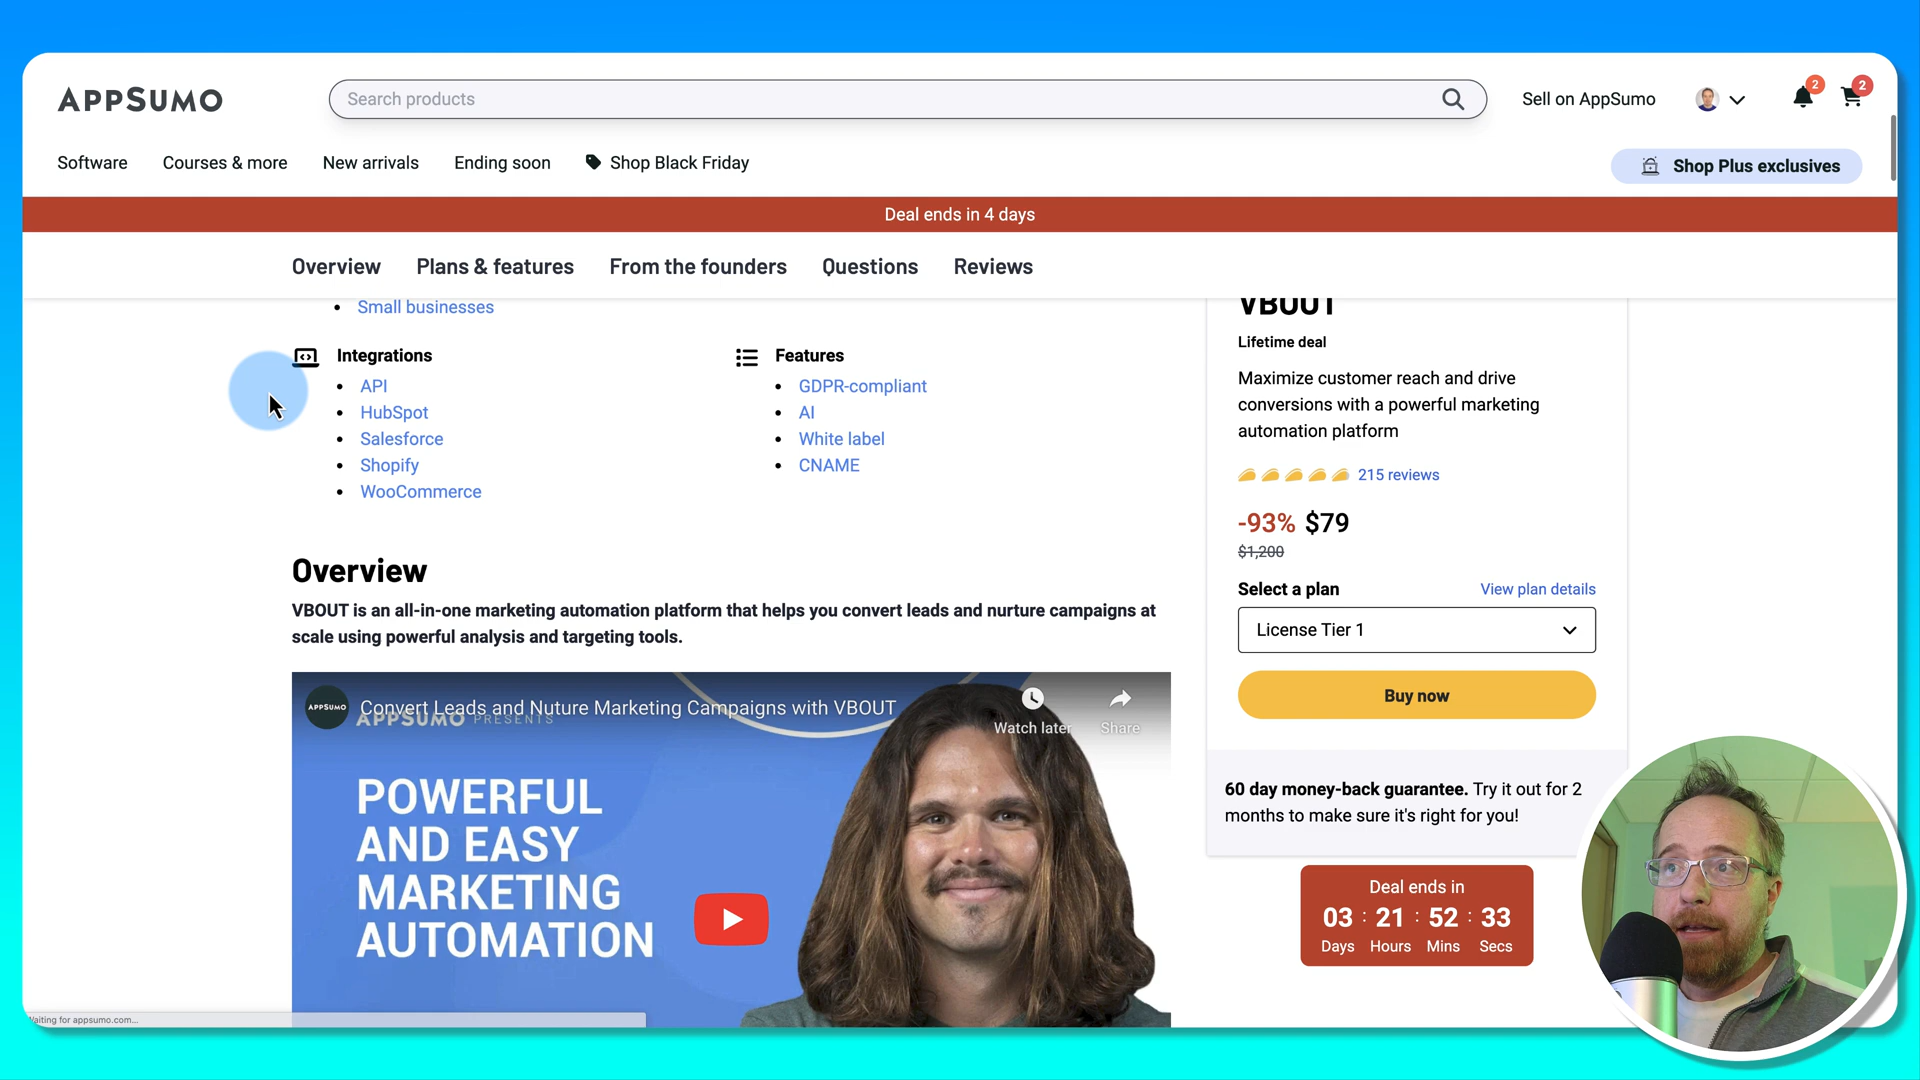 APPSUMO
Search products
Sell on AppSumo
2
2
Software
Courses & more
New arrivals
Ending soon
Shop Black Friday
Shop Plus exclusives
Deal ends in 4 days
Overview
Plans & features
From the founders
Questions
Reviews
Small businesses
Integrations
API
HubSpot
Salesforce
Shopify
WooCommerce
Features
GDPR-compliant
AI
White label
CNAME
Overview
VBOUT is an all-in-one marketing automation platform that helps you convert leads and nurture campaigns at
scale using powerful analysis and targeting tools.
APPSUMO
Convert Leads and Nuture Marketing Campaigns with VBOUT
APPSUMO PRESENTS
Watch later
Share
POWERFUL
AND EASY
MARKETING
AUTOMATION
VBOUT
Lifetime deal
Maximize customer reach and drive
conversions with a powerful marketing
automation platform
215 reviews
-93% $79
$1,200
Select a plan
View plan details
License Tier 1
Buy now
60 day money-back guarantee. Try it out for 2
months to make sure it's right for you!
Deal ends in
03 : 21 : 52 : 33
Days Hours Mins Secs
Waiting for appsumo.com...